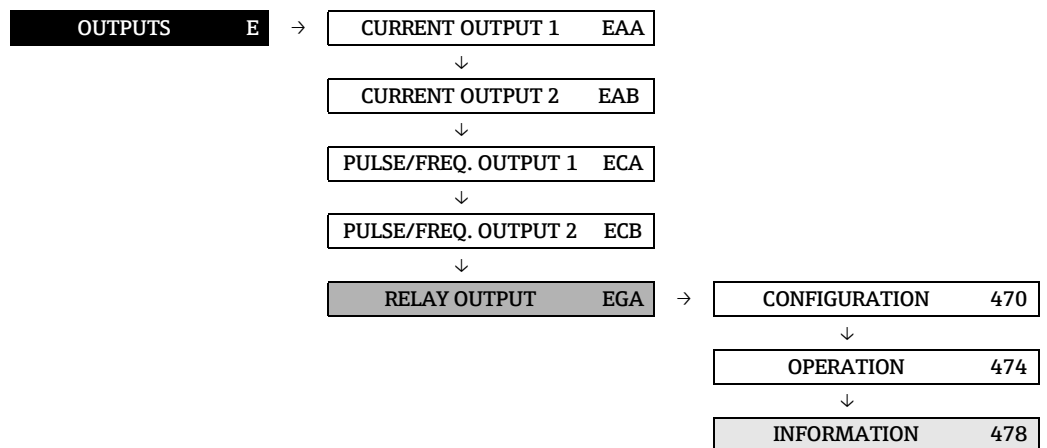 OUTPUTS E → CURRENT OUTPUT 1 EAA
↓
CURRENT OUTPUT 2 EAB
↓
PULSE/FREQ. OUTPUT 1 ECA
↓
PULSE/FREQ. OUTPUT 2 ECB
↓
RELAY OUTPUT EGA → CONFIGURATION 470
↓
OPERATION 474
↓
INFORMATION 478